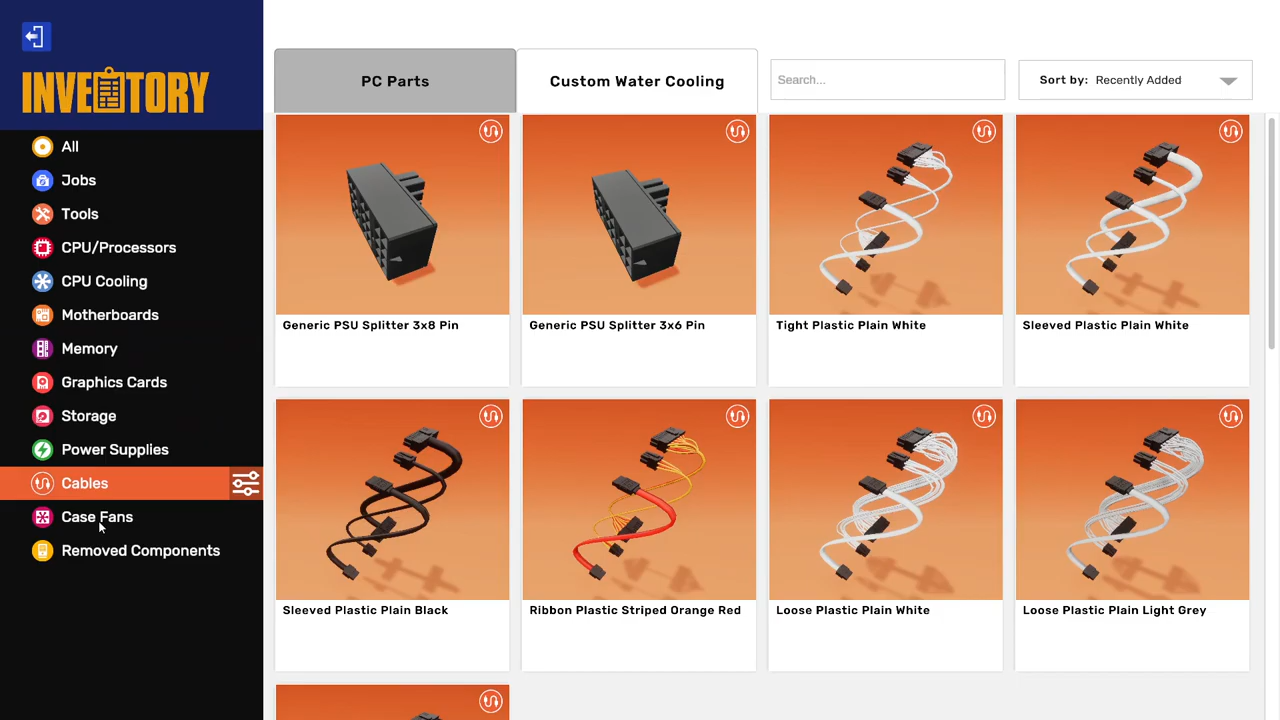 INVENTORY
All
Jobs
Tools
CPU/Processors
CPU Cooling
Motherboards
Memory
Graphics Cards
Storage
Power Supplies
Cables
Case Fans
Removed Components
PC Parts
Custom Water Cooling
Search...
Sort by: Recently Added
Generic PSU Splitter 3x8 Pin
Generic PSU Splitter 3x6 Pin
Tight Plastic Plain White
Sleeved Plastic Plain White
Sleeved Plastic Plain Black
Ribbon Plastic Striped Orange Red
Loose Plastic Plain White
Loose Plastic Plain Light Grey